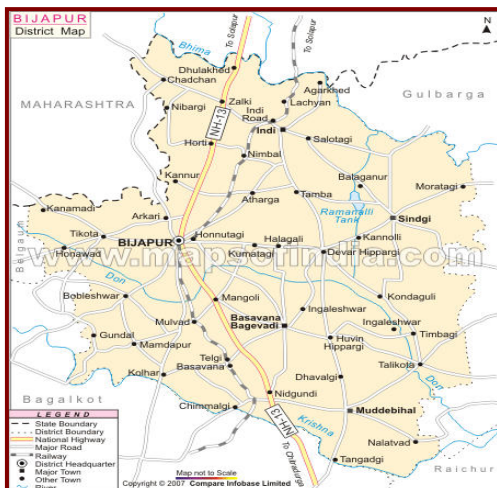 BIJAPUR
District Map
N
To Solapur
To Solapur
Bhima
Dhulakhed
Chadchan
Agarkhed
MAHARASHTRA
Gulbarga
Nibargi
Zalki
Lachyan
Indi
Road
NH-13
Indi
Salotagi
Horti
Nimbal
Kannur
Balaganur
Moratagi
Atharga
Tamba
Kanamadi
Ramanalli
Tank
Arkari
Sindgi
Tikota
BIJAPUR
Honnutagi
Kannolli
Halagali
Belgaum
Honawad
Kumatagi
Devar Hippargi
www.mapsofindia.com
Don
Bobleshwar
Mangoli
Kondaguli
Ingaleshwar
Mulvad
Basavana
Bagevadi
Ingaleshwar
Timbagi
Gundal
Mamdapur
Huvin
Hippargi
Telgi
Basavana
Talikota
Kolhar
Dhavalgi
Don
Bagalkot
Nidgundi
Chimmalgi
Muddebihal
Krishna
NH-13
To Chitradurga
Nalatvad
Tangadgi
Raichur
LEGEND
State Boundary
District Boundary
National Highway
Major Road
Railway
District Headquarter
Major Town
Other Town
River
Map not to Scale
Copyright © 2007 Compare Infobase Limited